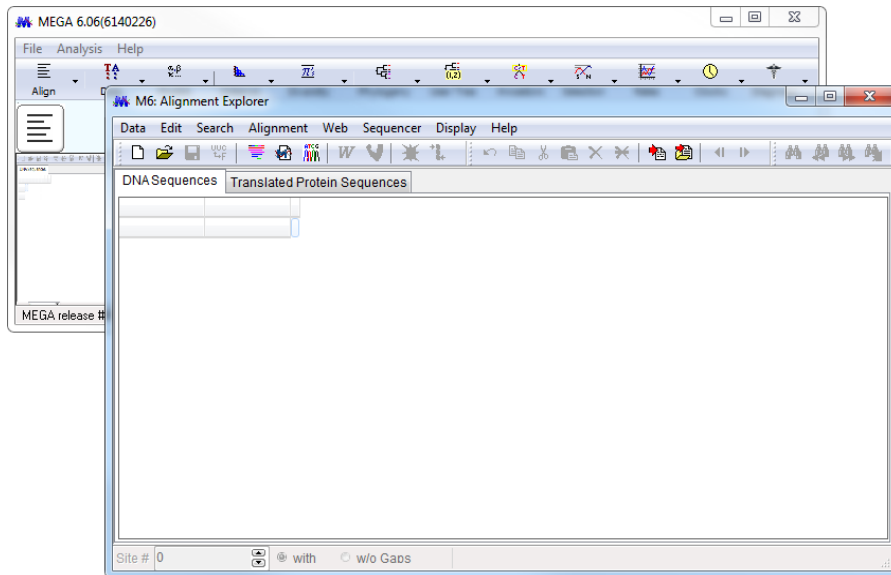 MEGA 6.06(6140226)
File Analysis Help
Align
M6: Alignment Explorer
Data Edit Search Alignment Web Sequencer Display Help
W
DNA Sequences Translated Protein Sequences
MEGA release #
Site # 0 with w/o Gaps